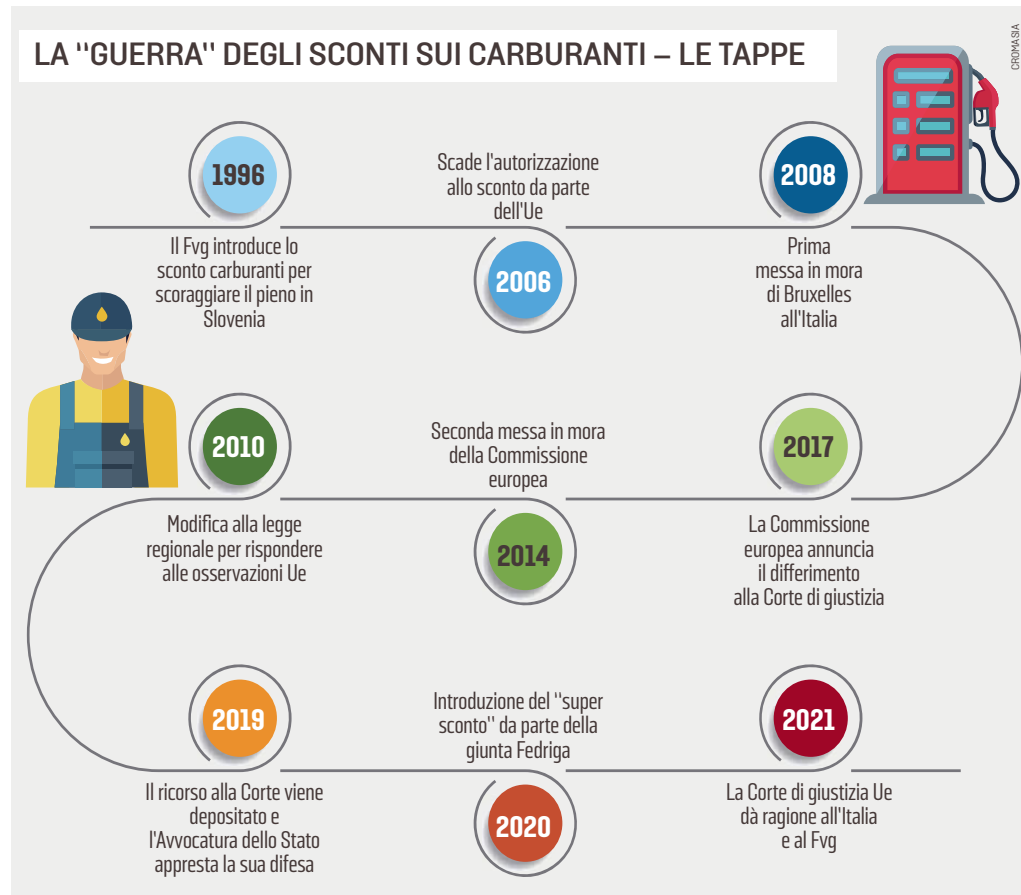 LA "GUERRA" DEGLI SCONTI SUI CARBURANTI – LE TAPPE
CROMASIA
1996
Il Fvg introduce lo
sconto carburanti per
scoraggiare il pieno in
Slovenia
Scade l'autorizzazione
allo sconto da parte
dell'Ue
2006
2008
Prima
messa in mora
di Bruxelles
all'Italia
2010
Modifica alla legge
regionale per rispondere
alle osservazioni Ue
Seconda messa in mora
della Commissione
europea
2014
2017
La Commissione
europea annuncia
il differimento
alla Corte di giustizia
2019
Il ricorso alla Corte viene
depositato e
l'Avvocatura dello Stato
appresta la sua difesa
Introduzione del "super
sconto" da parte della
giunta Fedriga
2020
2021
La Corte di giustizia Ue
dà ragione all'Italia
e al Fvg